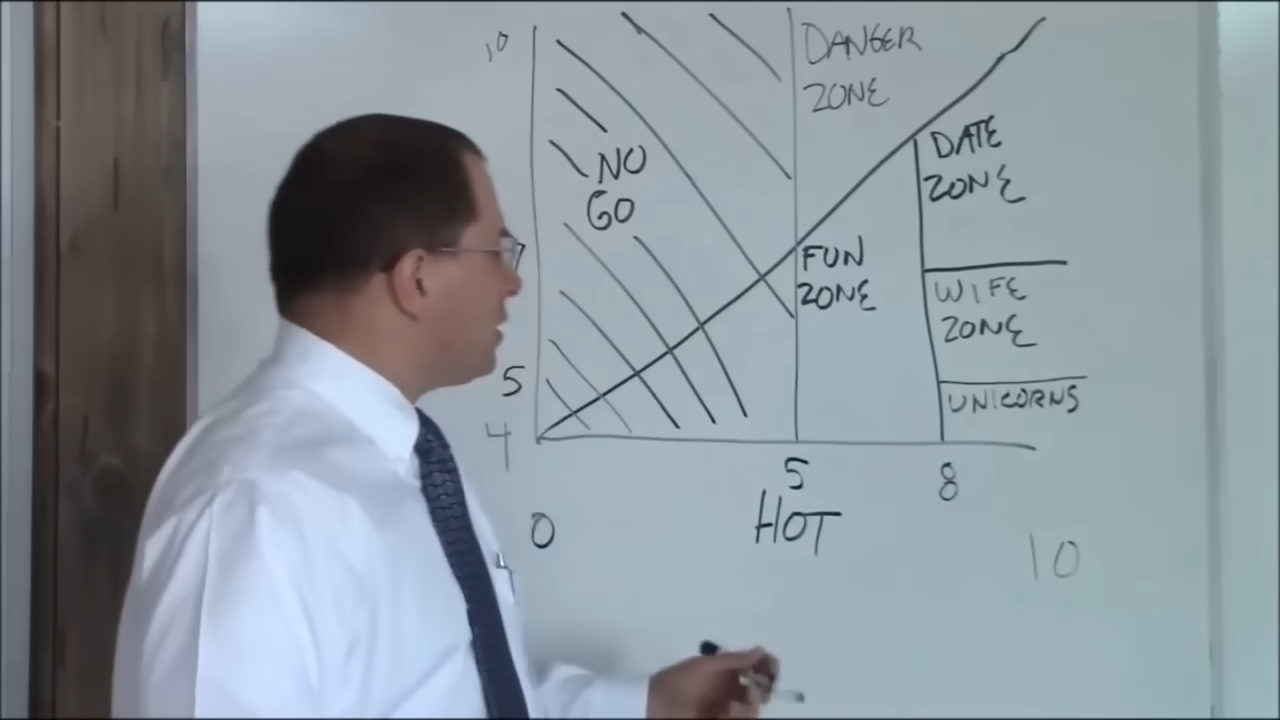 10
DANGER
ZONE
DATE
ZONE
NO
GO
FUN
ZONE
WIFE
ZONE
UNICORNS
5
4
5
8
HOT
0
10